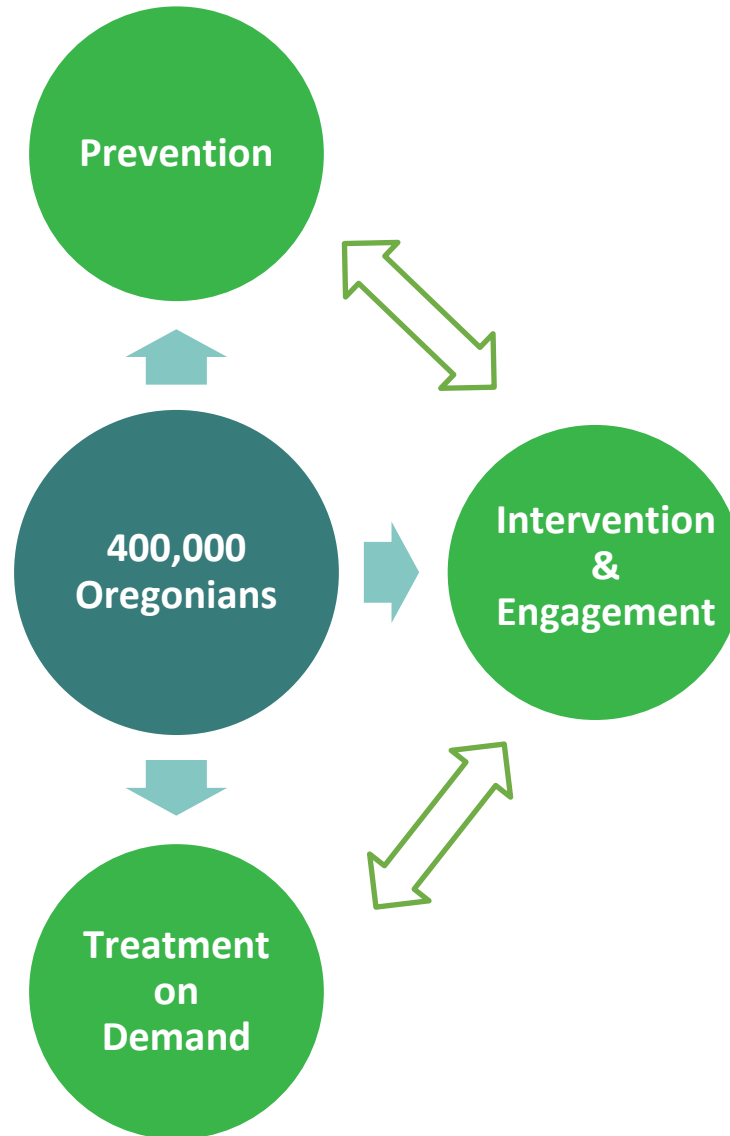 Prevention
400,000
Oregonians
Intervention
&
Engagement
Treatment
on
Demand